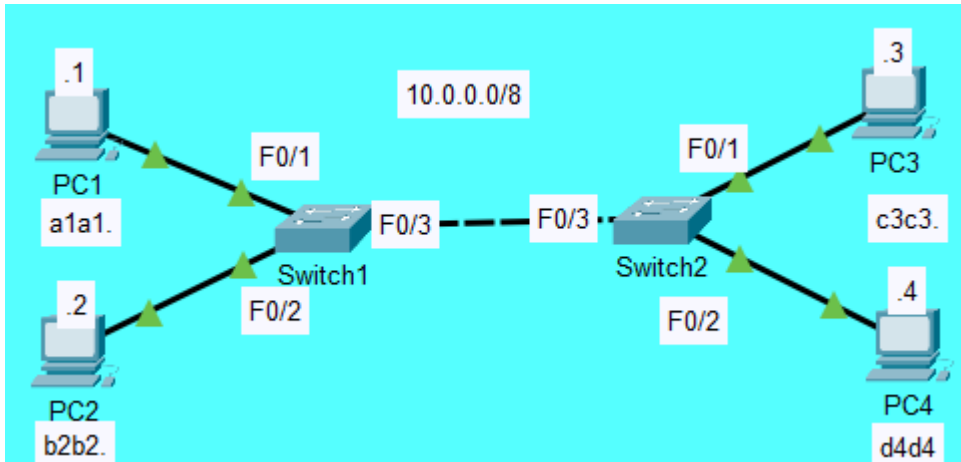 .1
.3
10.0.0.0/8
F0/1
F0/1
PC1
PC3
a1a1.
F0/3
F0/3
c3c3.
Switch1
Switch2
.2
F0/2
F0/2
.4
PC2
PC4
b2b2.
d4d4